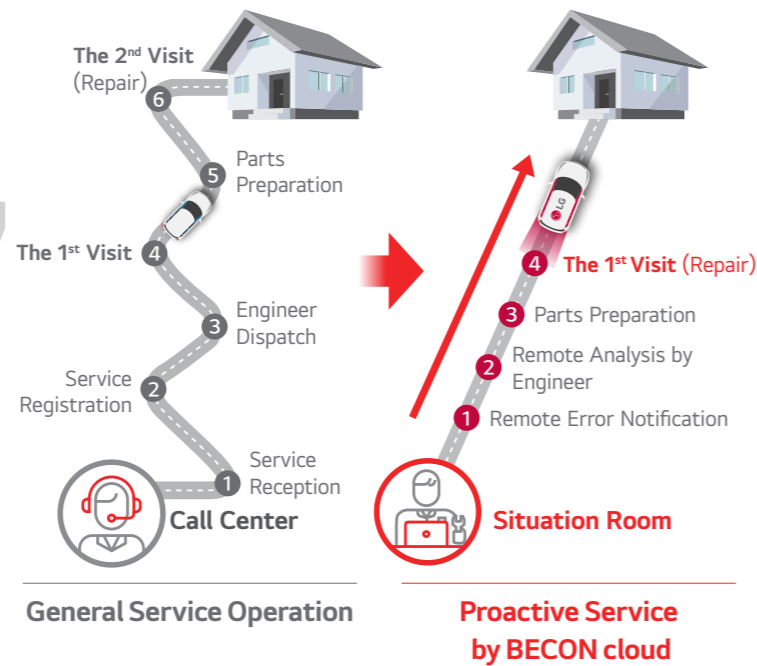 The 2nd Visit
(Repair)
6
5
Parts
Preparation
The 1st Visit
4
3
Engineer
Dispatch
Service
Registration
2
Service
Reception
1
Call Center
General Service Operation
LG
4
The 1st Visit (Repair)
3
Parts Preparation
2
Remote Analysis by
Engineer
1
Remote Error Notification
Situation Room
Proactive Service
by BECON cloud